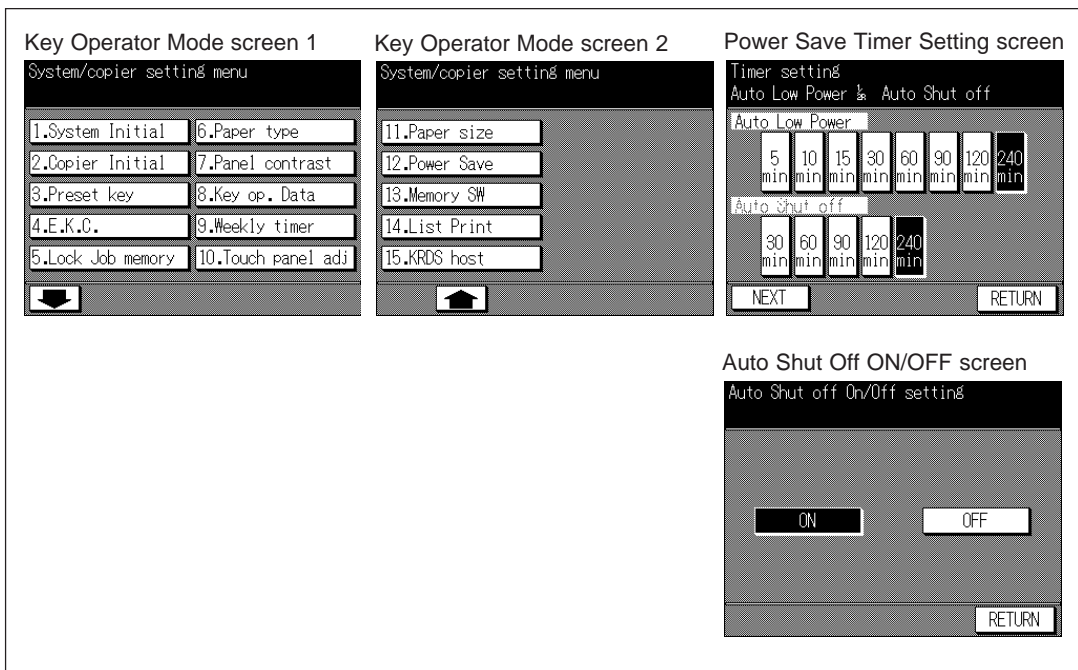 Key Operator Mode screen 1
System/copier setting menu
1.System Initial
6.Paper type
2.Copier Initial
7.Panel contrast
3.Preset key
8.Key op. Data
4.E.K.C.
9.Weekly timer
5.Lock Job memory
10.Touch panel adj
Key Operator Mode screen 2
System/copier setting menu
11.Paper size
12.Power Save
13.Memory SW
14.List Print
15.KRDS host
Power Save Timer Setting screen
Timer setting
Auto Low Power & Auto Shut off
Auto Low Power
5 min
10 min
15 min
30 min
60 min
90 min
120 min
240 min
Auto Shut off
30 min
60 min
90 min
120 min
240 min
NEXT
RETURN
Auto Shut Off ON/OFF screen
Auto Shut off On/Off setting
ON
OFF
RETURN